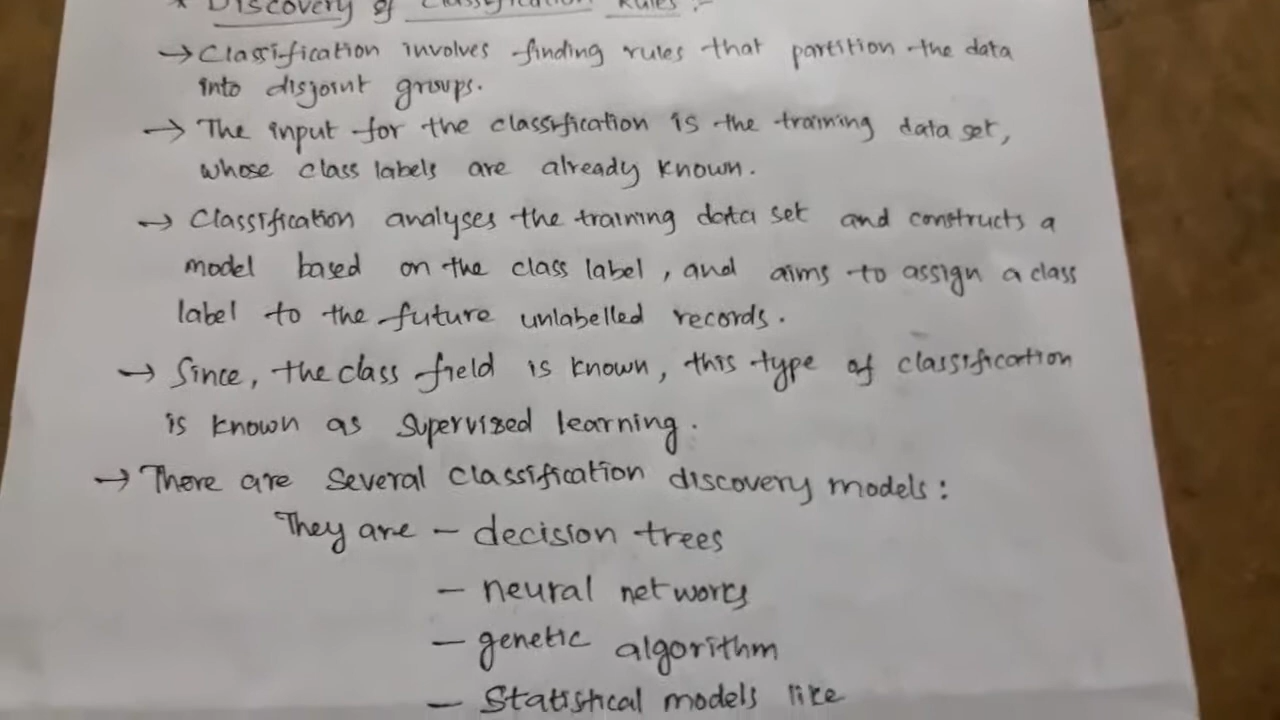 * Discovery of Classification Rules :-
→ Classification involves finding rules that partition the data
into disjoint groups.
→ The input for the classification is the training data set,
whose class labels are already known.
→ Classification analyses the training data set and constructs a
model based on the class label, and aims to assign a class
label to the future unlabelled records.
→ Since, the class field is known, this type of classification
is known as supervised learning.
→ There are several classification discovery models:
They are – decision trees
– neural networks
– genetic algorithm
– Statistical models like